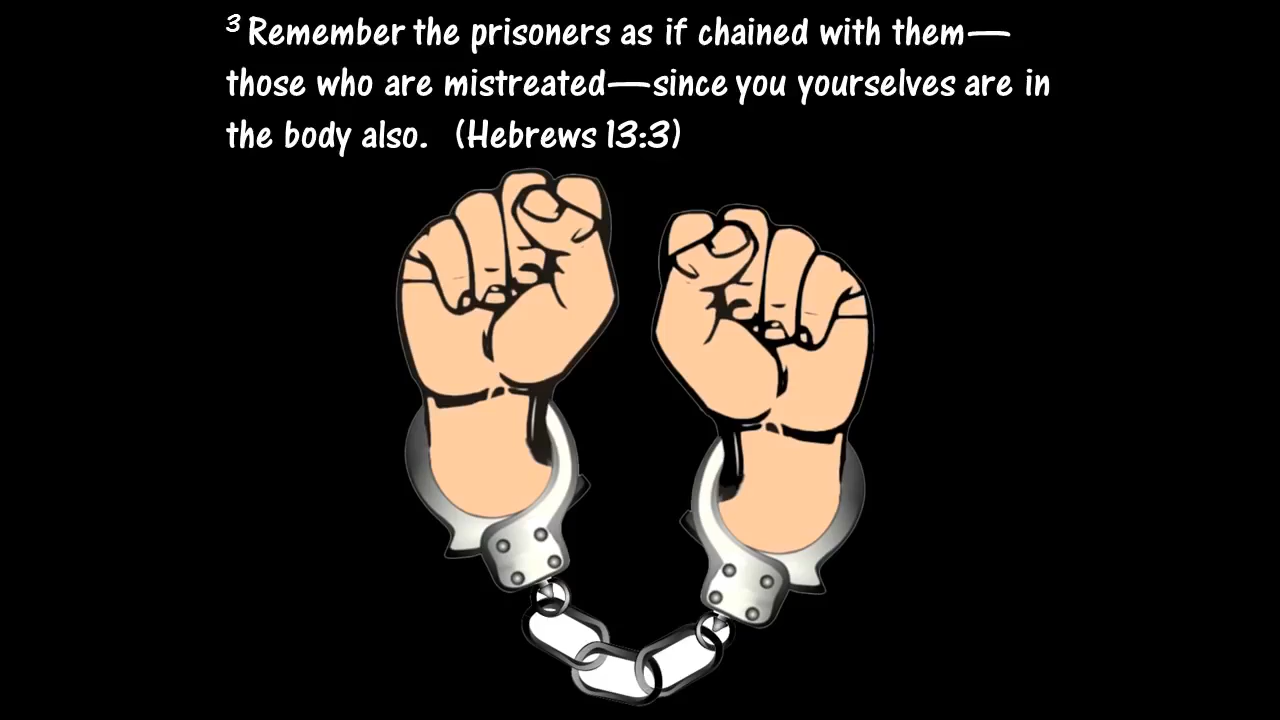 ³ Remember the prisoners as if chained with them—
those who are mistreated—since you yourselves are in
the body also. (Hebrews 13:3)